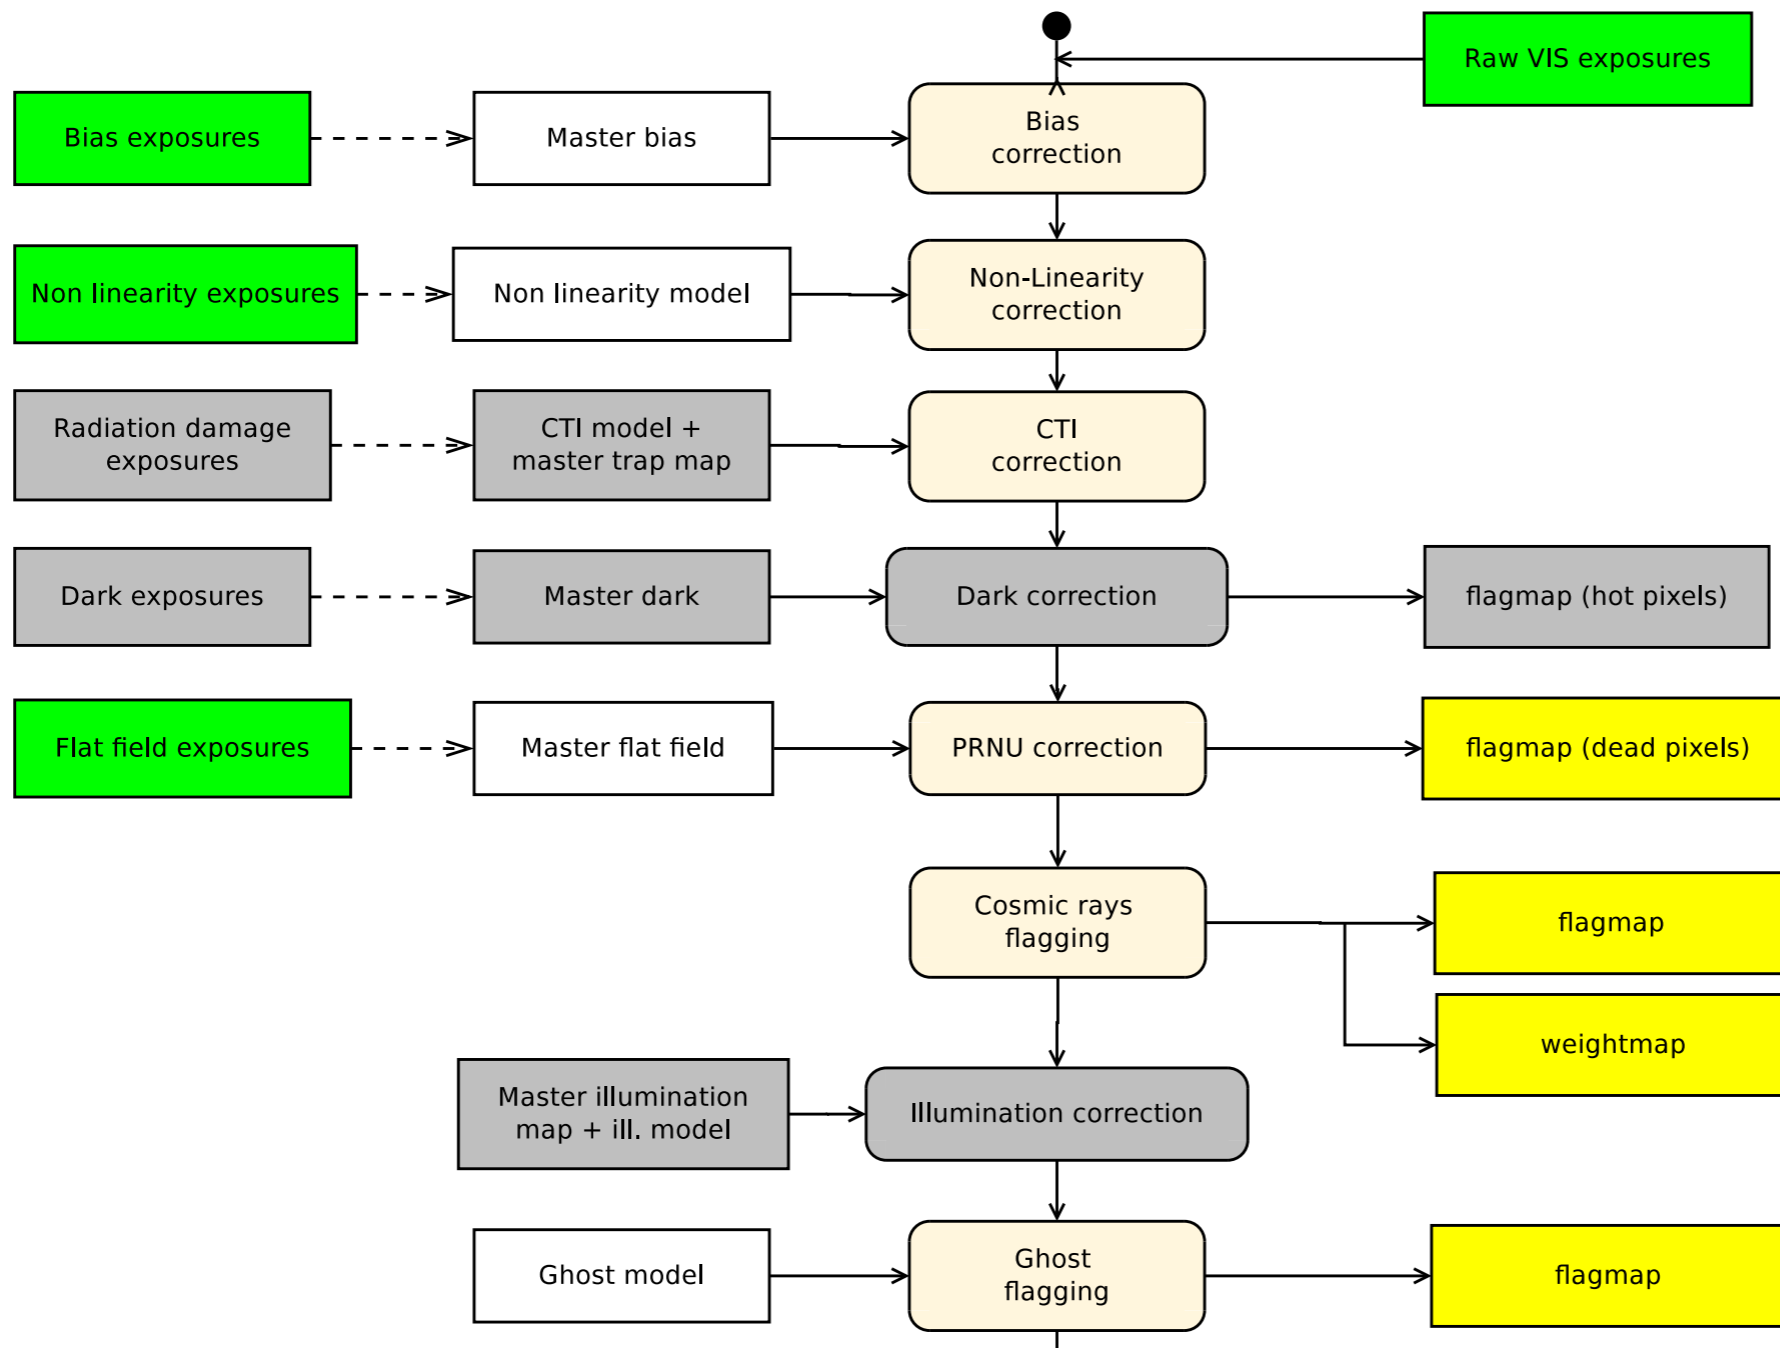 Raw VIS exposures
Bias exposures
Master bias
Bias
correction
Non linearity exposures
Non linearity model
Non-Linearity
correction
Radiation damage
exposures
CTI model +
master trap map
CTI
correction
Dark exposures
Master dark
Dark correction
flagmap (hot pixels)
Flat field exposures
Master flat field
PRNU correction
flagmap (dead pixels)
Cosmic rays
flagging
flagmap
weightmap
Master illumination
map + ill. model
Illumination correction
Ghost model
Ghost
flagging
flagmap